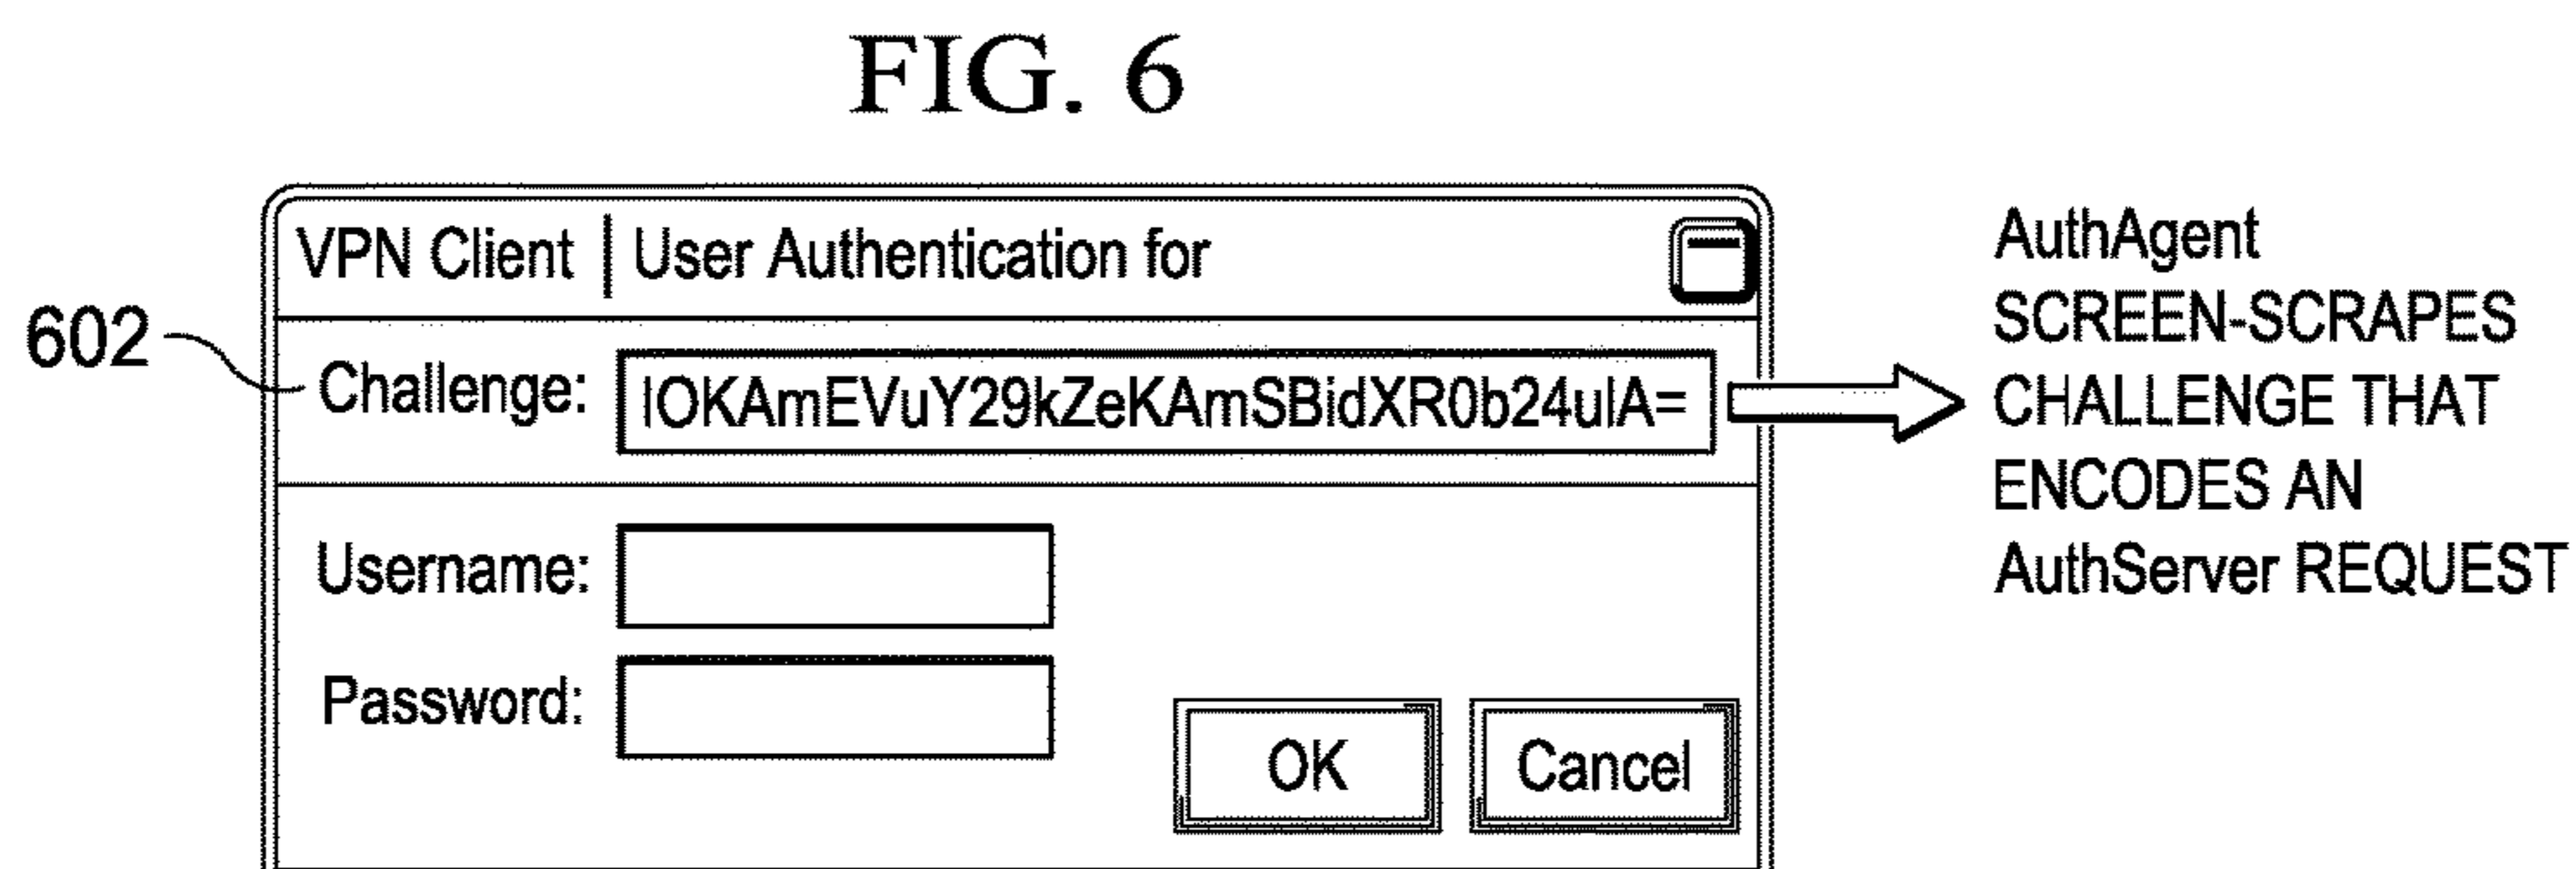 FIG. 6
VPN Client | User Authentication for
602
Challenge: IOKAmEVuY29kZeKAmSBidXR0b24uIA=
Username:
Password:
OK Cancel
AuthAgent
SCREEN-SCRAPES
CHALLENGE THAT
ENCODES AN
AuthServer REQUEST